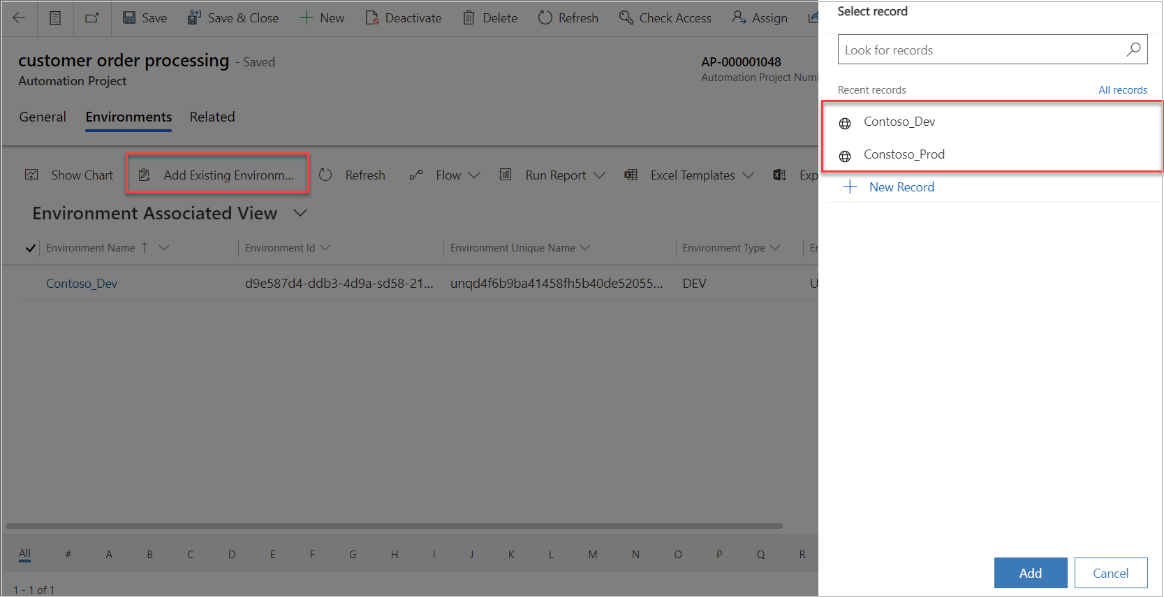 Save Save & Close New Deactivate Delete Refresh Check Access Assign
customer order processing - Saved
Automation Project
AP-000001048
Automation Project Num
General Environments Related
Show Chart Add Existing Environm... Refresh Flow Run Report Excel Templates Exp
Environment Associated View
Environment Name Environment Id Environment Unique Name Environment Type
Contoso_Dev d9e587d4-ddb3-4d9a-sd58-21... unqd4f6b9ba41458fh5b40de52055... DEV U
All # A B C D E F G H I J K L M N O P Q R
1 - 1 of 1
Select record
Look for records
Recent records All records
Contoso_Dev
Constoso_Prod
New Record
Add Cancel